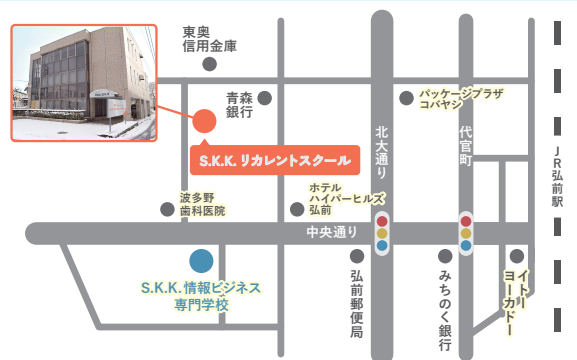 東奥
信用金庫
青森
銀行
パッケージプラザ
コバヤシ
S.K.K. リカレントスクール
北大通り
代官町
JR弘前駅
波多野
歯科医院
ホテル
ハイパーヒルズ
弘前
中央通り
S.K.K. 情報ビジネス
専門学校
弘前郵便局
みちのく銀行
イトー
ヨーカドー